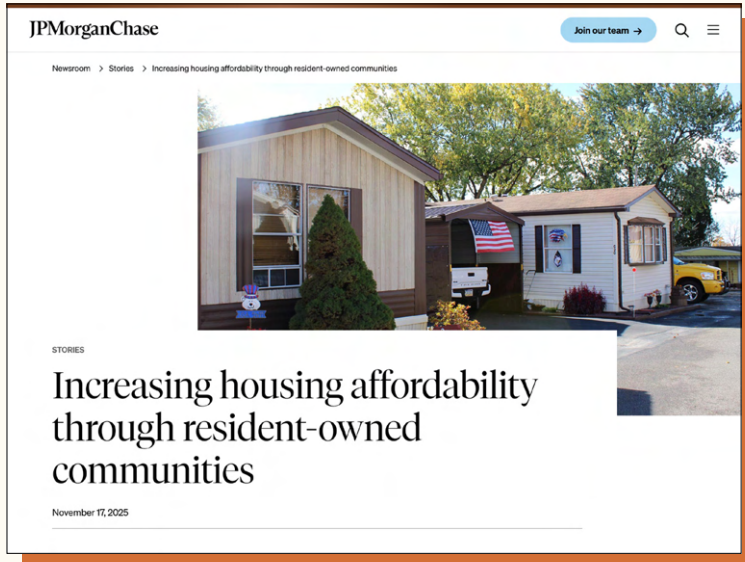 JPMorganChase
Join our team →
Newsroom > Stories > Increasing housing affordability through resident-owned communities
STORIES
Increasing housing affordability
through resident-owned
communities
November 17, 2025